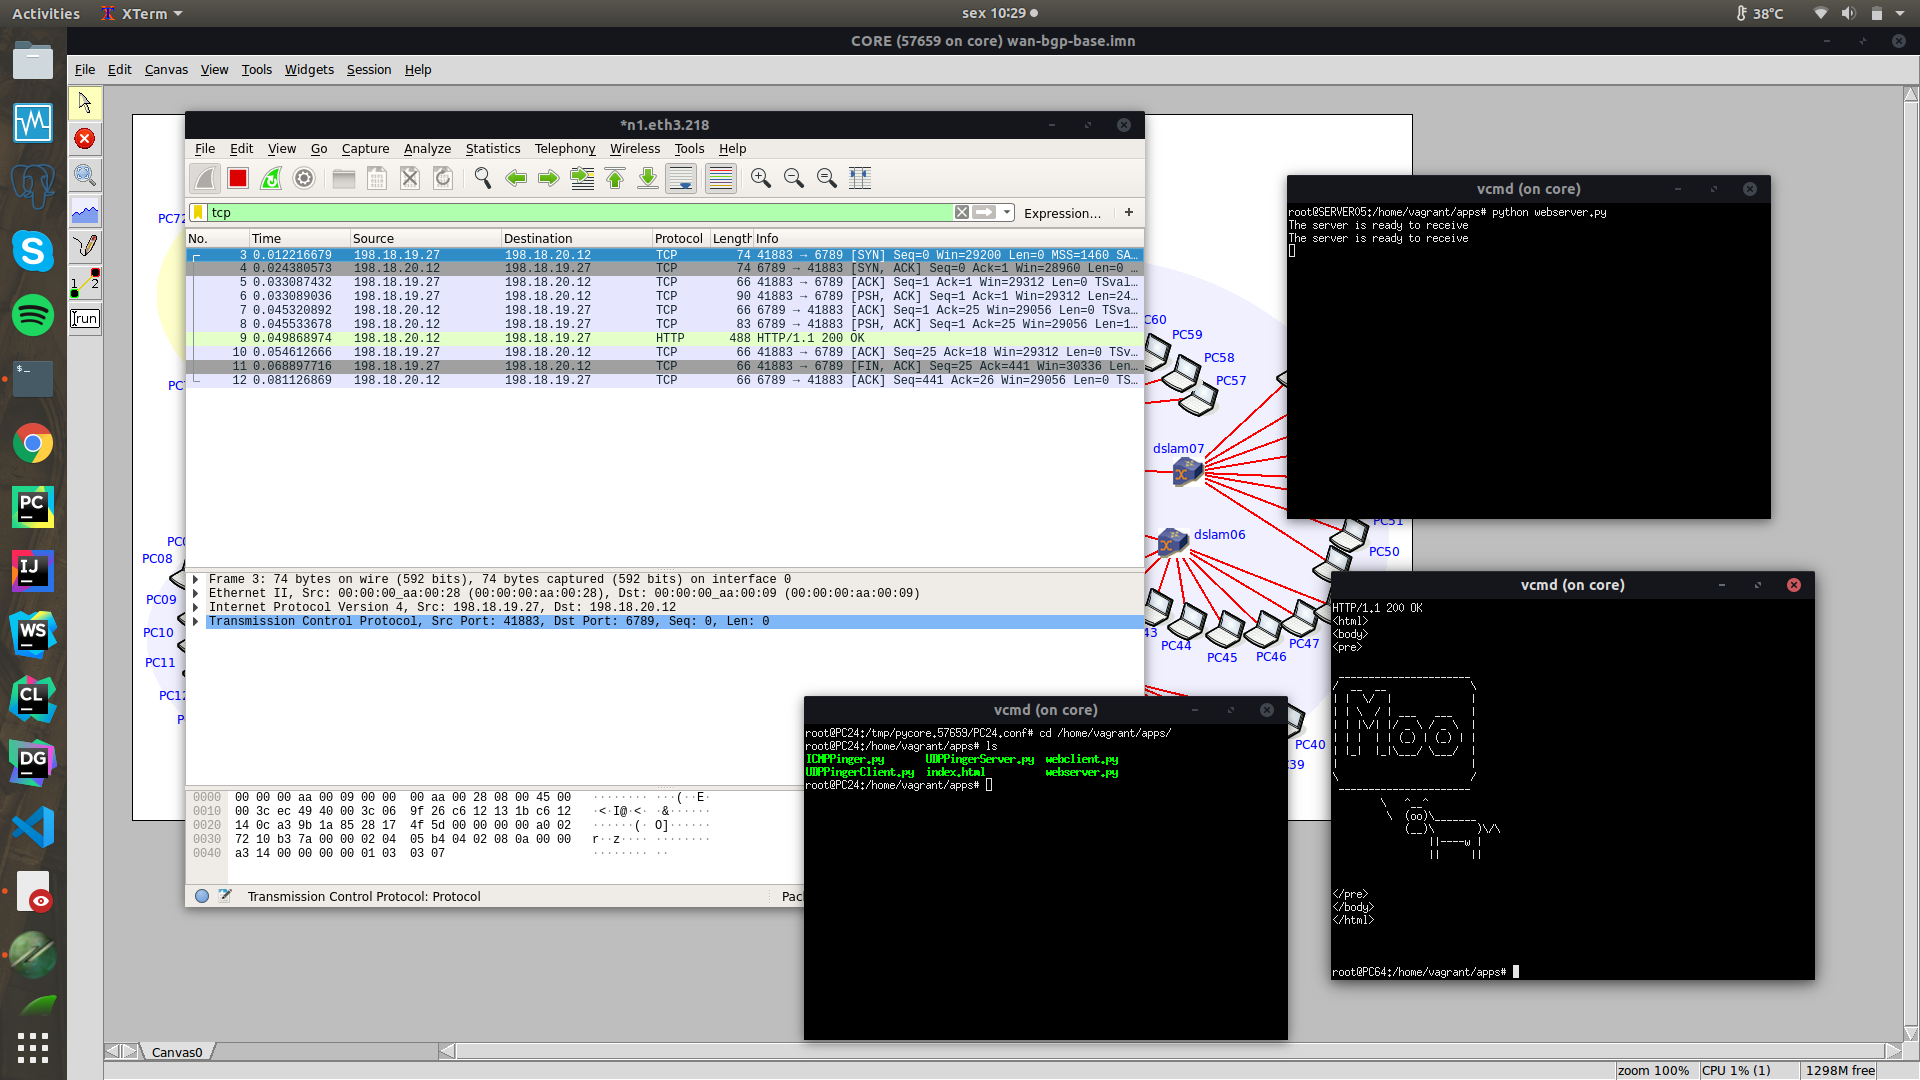 Activities XTerm sex 10:29 38°C
CORE (57659 on core) wan-bgp-base.imn
File Edit Canvas View Tools Widgets Session Help
*n1.eth3.218
File Edit View Go Capture Analyze Statistics Telephony Wireless Tools Help
tcp Expression… +
No. Time Source Destination Protocol Length Info
3 0.012216679 198.18.19.27 198.18.20.12 TCP 74 41883 → 6789 [SYN] Seq=0 Win=29200 Len=0 MSS=1460 SA…
4 0.024380573 198.18.20.12 198.18.19.27 TCP 74 6789 → 41883 [SYN, ACK] Seq=0 Ack=1 Win=28960 Len=0 …
5 0.033087432 198.18.19.27 198.18.20.12 TCP 66 41883 → 6789 [ACK] Seq=1 Ack=1 Win=29312 Len=0 TSval…
6 0.033089036 198.18.19.27 198.18.20.12 TCP 90 41883 → 6789 [PSH, ACK] Seq=1 Ack=1 Win=29312 Len=24…
7 0.045320892 198.18.20.12 198.18.19.27 TCP 66 6789 → 41883 [ACK] Seq=1 Ack=25 Win=29056 Len=0 TSva…
8 0.045533678 198.18.20.12 198.18.19.27 TCP 83 6789 → 41883 [PSH, ACK] Seq=1 Ack=25 Win=29056 Len=1…
9 0.049868974 198.18.20.12 198.18.19.27 HTTP 488 HTTP/1.1 200 OK
10 0.054612666 198.18.19.27 198.18.20.12 TCP 66 41883 → 6789 [ACK] Seq=25 Ack=18 Win=29312 Len=0 TSv…
11 0.068897716 198.18.19.27 198.18.20.12 TCP 66 41883 → 6789 [FIN, ACK] Seq=25 Ack=441 Win=30336 Len…
12 0.081126869 198.18.20.12 198.18.19.27 TCP 66 6789 → 41883 [ACK] Seq=441 Ack=26 Win=29056 Len=0 TS…
Frame 3: 74 bytes on wire (592 bits), 74 bytes captured (592 bits) on interface 0
Ethernet II, Src: 00:00:00_aa:00:28 (00:00:00:aa:00:28), Dst: 00:00:00_aa:00:09 (00:00:00:aa:00:09)
Internet Protocol Version 4, Src: 198.18.19.27, Dst: 198.18.20.12
Transmission Control Protocol, Src Port: 41883, Dst Port: 6789, Seq: 0, Len: 0
0000 00 00 00 aa 00 09 00 00 00 aa 00 28 08 00 45 00 ········ ···(··E·
0010 00 3c ec 49 40 00 3c 06 9f 26 c6 12 13 1b c6 12 ·<·I@·<· ·&······
0020 14 0c a3 9b 1a 85 28 17 4f 5d 00 00 00 00 a0 02 ······(· O]······
0030 72 10 b3 7a 00 00 02 04 05 b4 04 02 08 0a 00 00 r··z···· ········
0040 a3 14 00 00 00 00 01 03 03 07 ········ ··
Transmission Control Protocol: Protocol Pac
vcmd (on core)
root@SERVER05:/home/vagrant/apps# python webserver.py
The server is ready to receive
The server is ready to receive
vcmd (on core)
HTTP/1.1 200 OK
<html>
<body>
<pre>
(oo)
(__)
||----w |
|| ||
</pre>
</body>
</html>
root@PC64:/home/vagrant/apps#
vcmd (on core)
root@PC24:/tmp/pycore.57659/PC24.conf# cd /home/vagrant/apps/
root@PC24:/home/vagrant/apps# ls
ICMPPinger.py UDPPingerServer.py webclient.py
UDPPingerClient.py index.html webserver.py
root@PC24:/home/vagrant/apps#
PC72
PC08
PC09
PC10
PC11
PC12
PC59
PC58
PC57
dslam07
dslam06
PC51
PC50
PC44
PC45
PC46
PC47
PC40
run
1 2
PC
IJ
WS
CL
DG
Canvas0
zoom 100% CPU 1% (1) 1298M free